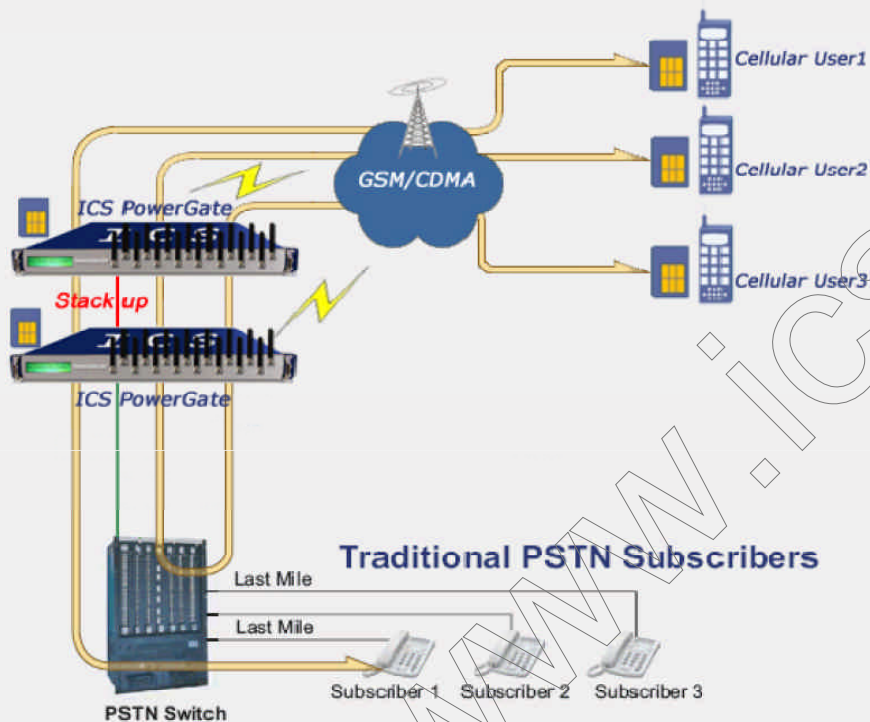 Cellular User1
GSM/CDMA
Cellular User2
ICS PowerGate
I C S
Cellular User3
Stack up
I C S
ICS PowerGate
www.ics
Traditional PSTN Subscribers
Last Mile
Last Mile
Subscriber 1
Subscriber 2
Subscriber 3
PSTN Switch